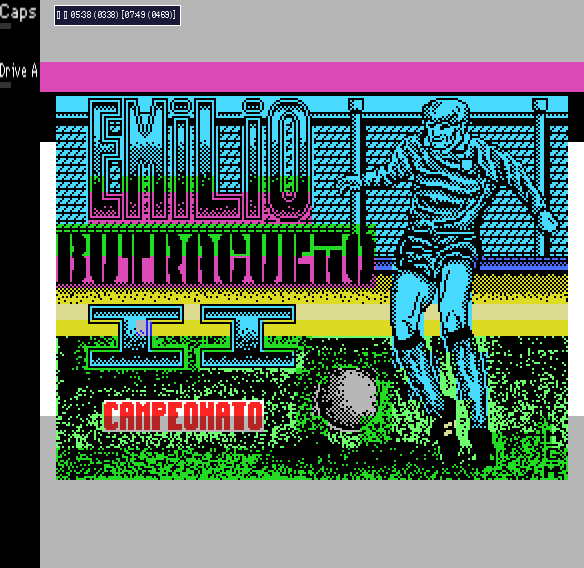 Caps
05:38 (0338) [07:49 (0469)]
Drive A
EMILIO
BUTRAGUEÑO
II
CAMPEONATO